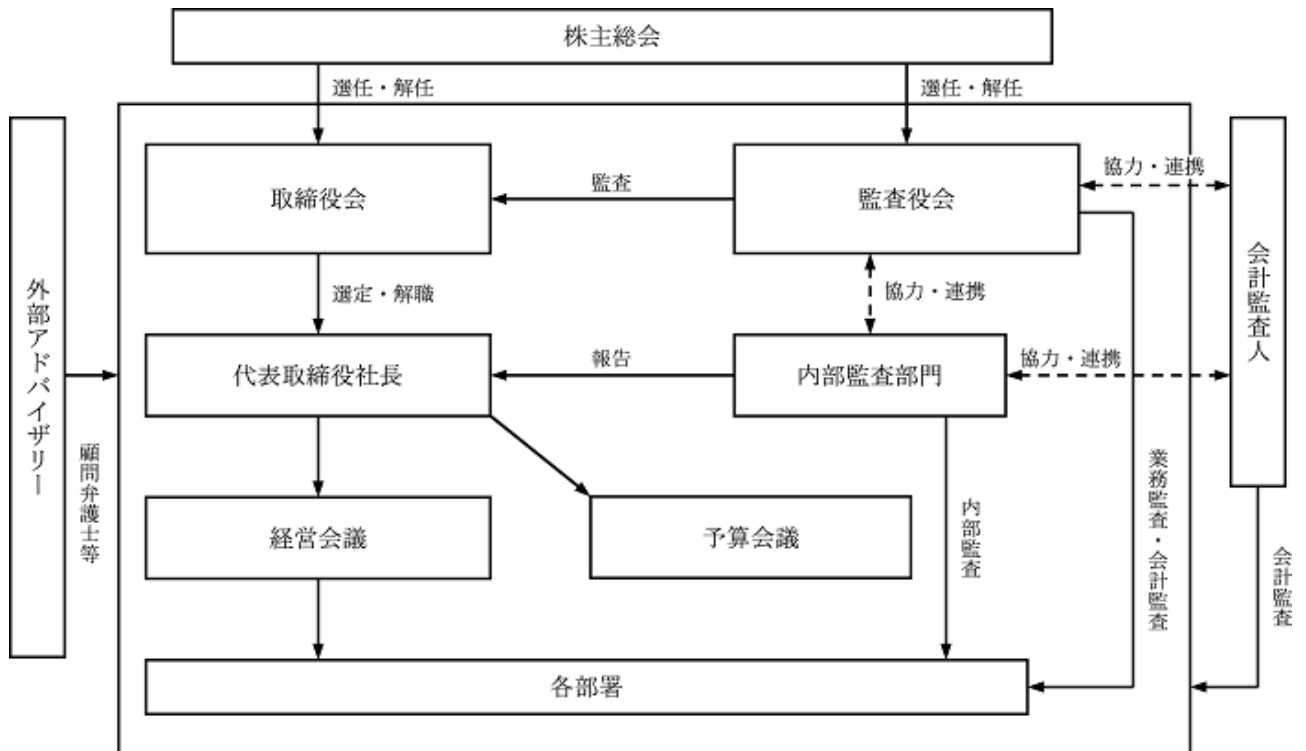 株主総会
選任・解任
選任・解任
取締役会
監査
監査役会
協力・連携
選定・解職
協力・連携
代表取締役社長
報告
内部監査部門
協力・連携
外部アドバイザリー
顧問弁護士等
会計監査人
経営会議
予算会議
内部監査
業務監査・会計監査
会計監査
各部署